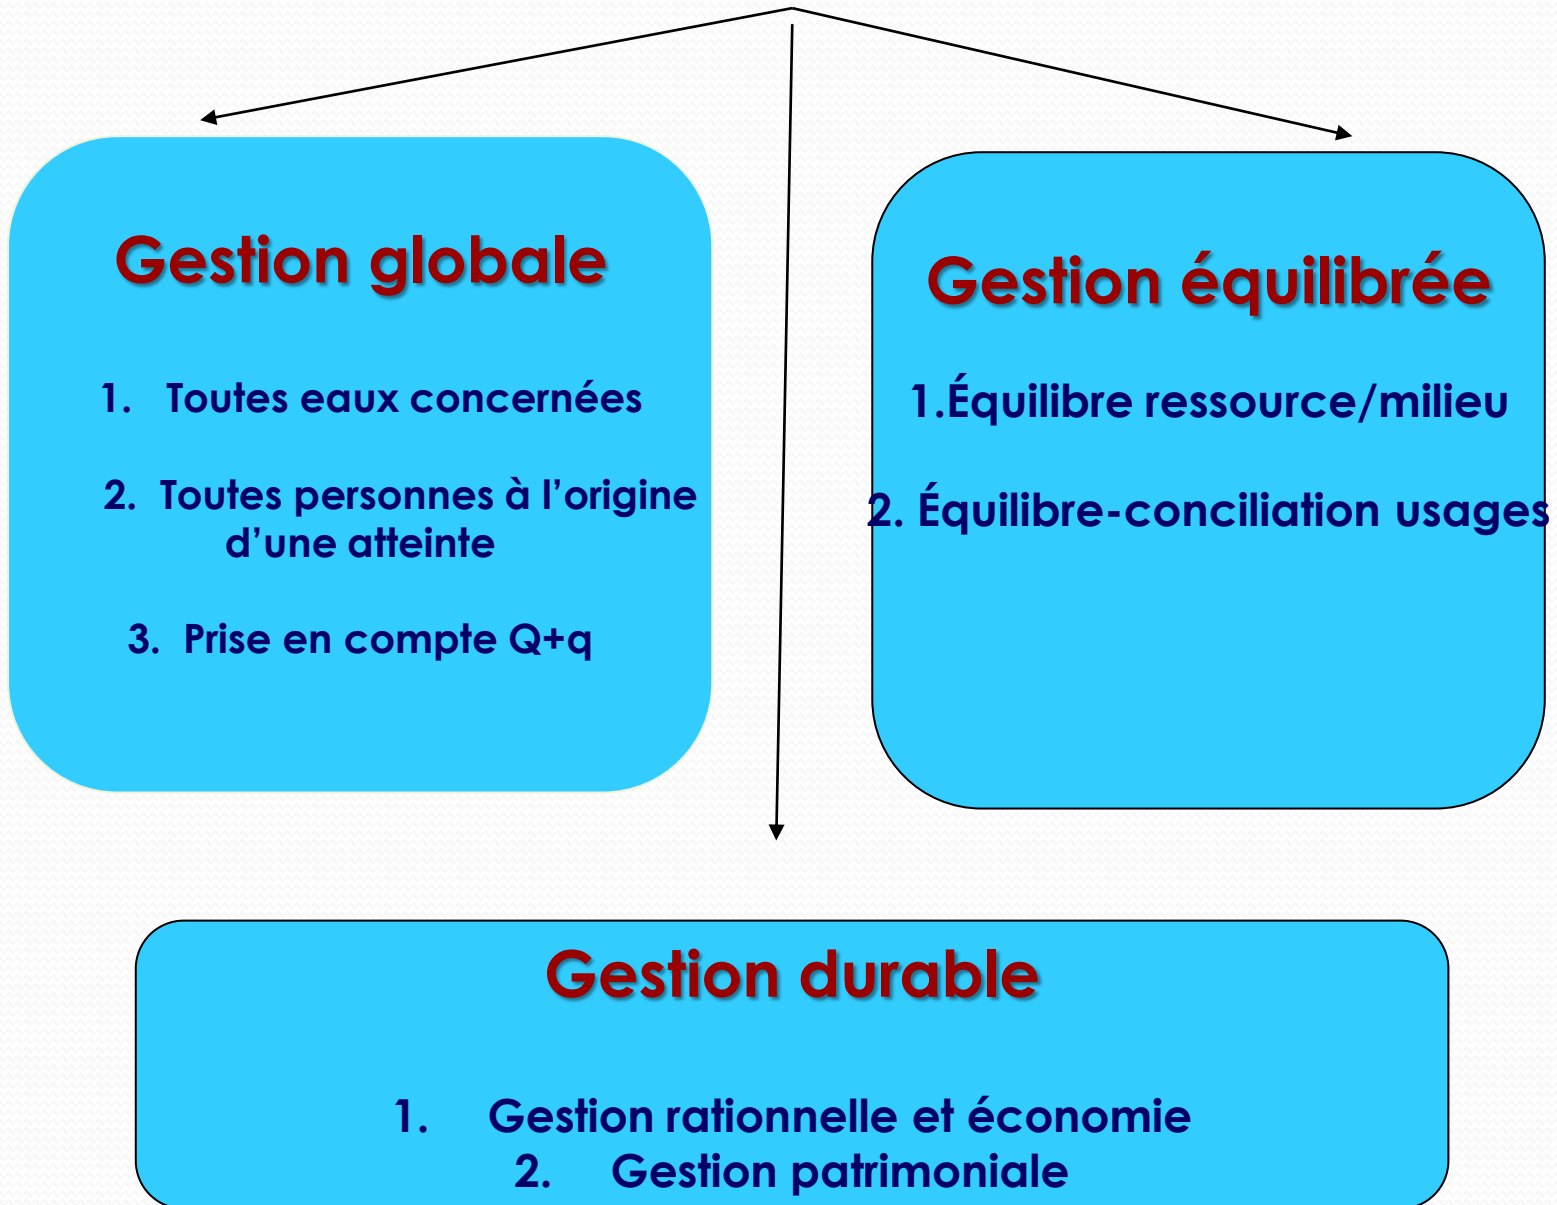 Gestion globale
1. Toutes eaux concernées
2. Toutes personnes à l’origine
d’une atteinte
3. Prise en compte Q+q
Gestion équilibrée
1.Équilibre ressource/milieu
2. Équilibre-conciliation usages
Gestion durable
1. Gestion rationnelle et économie
2. Gestion patrimoniale